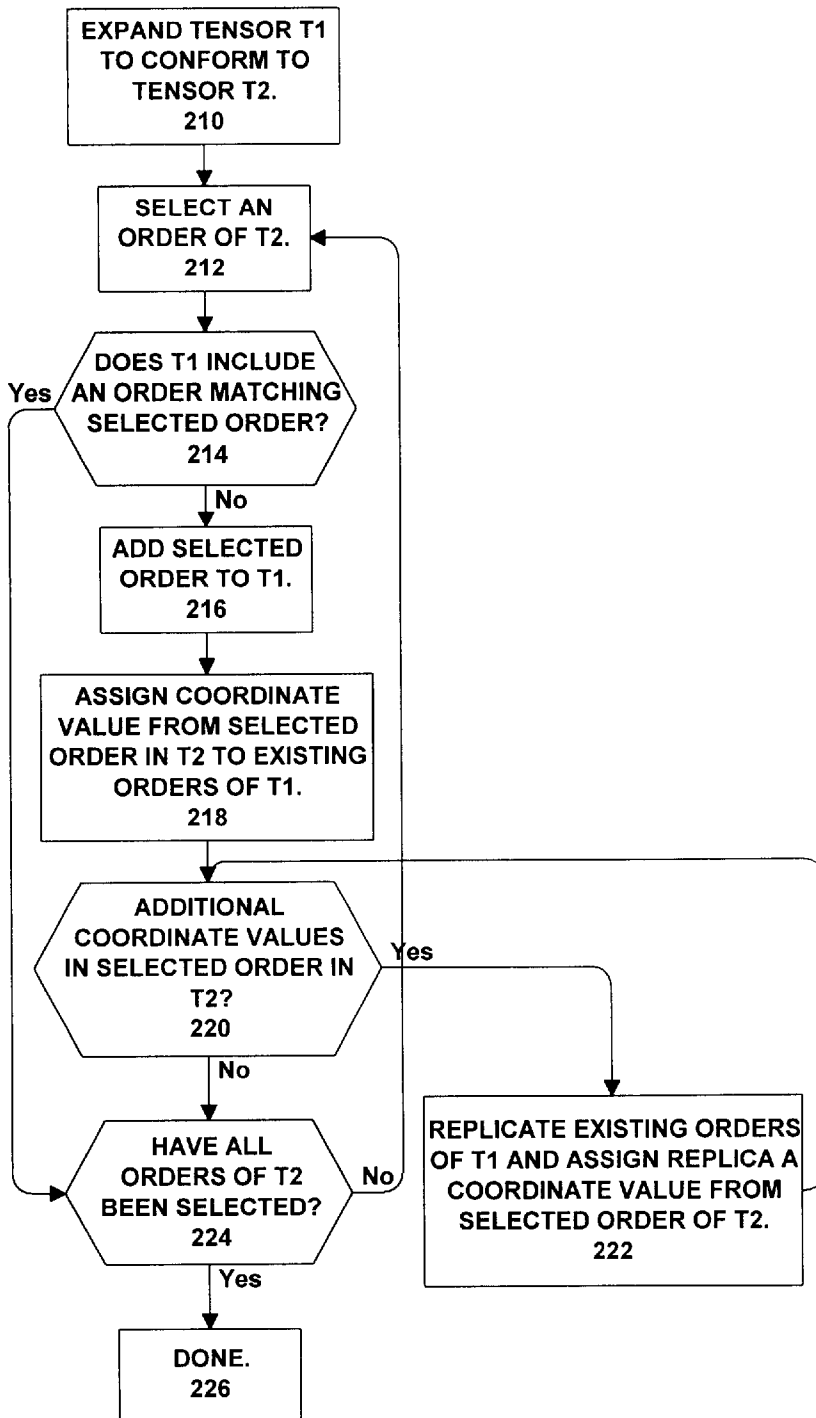 EXPAND TENSOR T1
TO CONFORM TO
TENSOR T2.
210
SELECT AN
ORDER OF T2.
212
DOES T1 INCLUDE
AN ORDER MATCHING
SELECTED ORDER?
214
Yes
No
ADD SELECTED
ORDER TO T1.
216
ASSIGN COORDINATE
VALUE FROM SELECTED
ORDER IN T2 TO EXISTING
ORDERS OF T1.
218
ADDITIONAL
COORDINATE VALUES
IN SELECTED ORDER IN
T2?
220
Yes
No
REPLICATE EXISTING ORDERS
OF T1 AND ASSIGN REPLICA A
COORDINATE VALUE FROM
SELECTED ORDER OF T2.
222
HAVE ALL
ORDERS OF T2
BEEN SELECTED?
224
No
Yes
DONE.
226